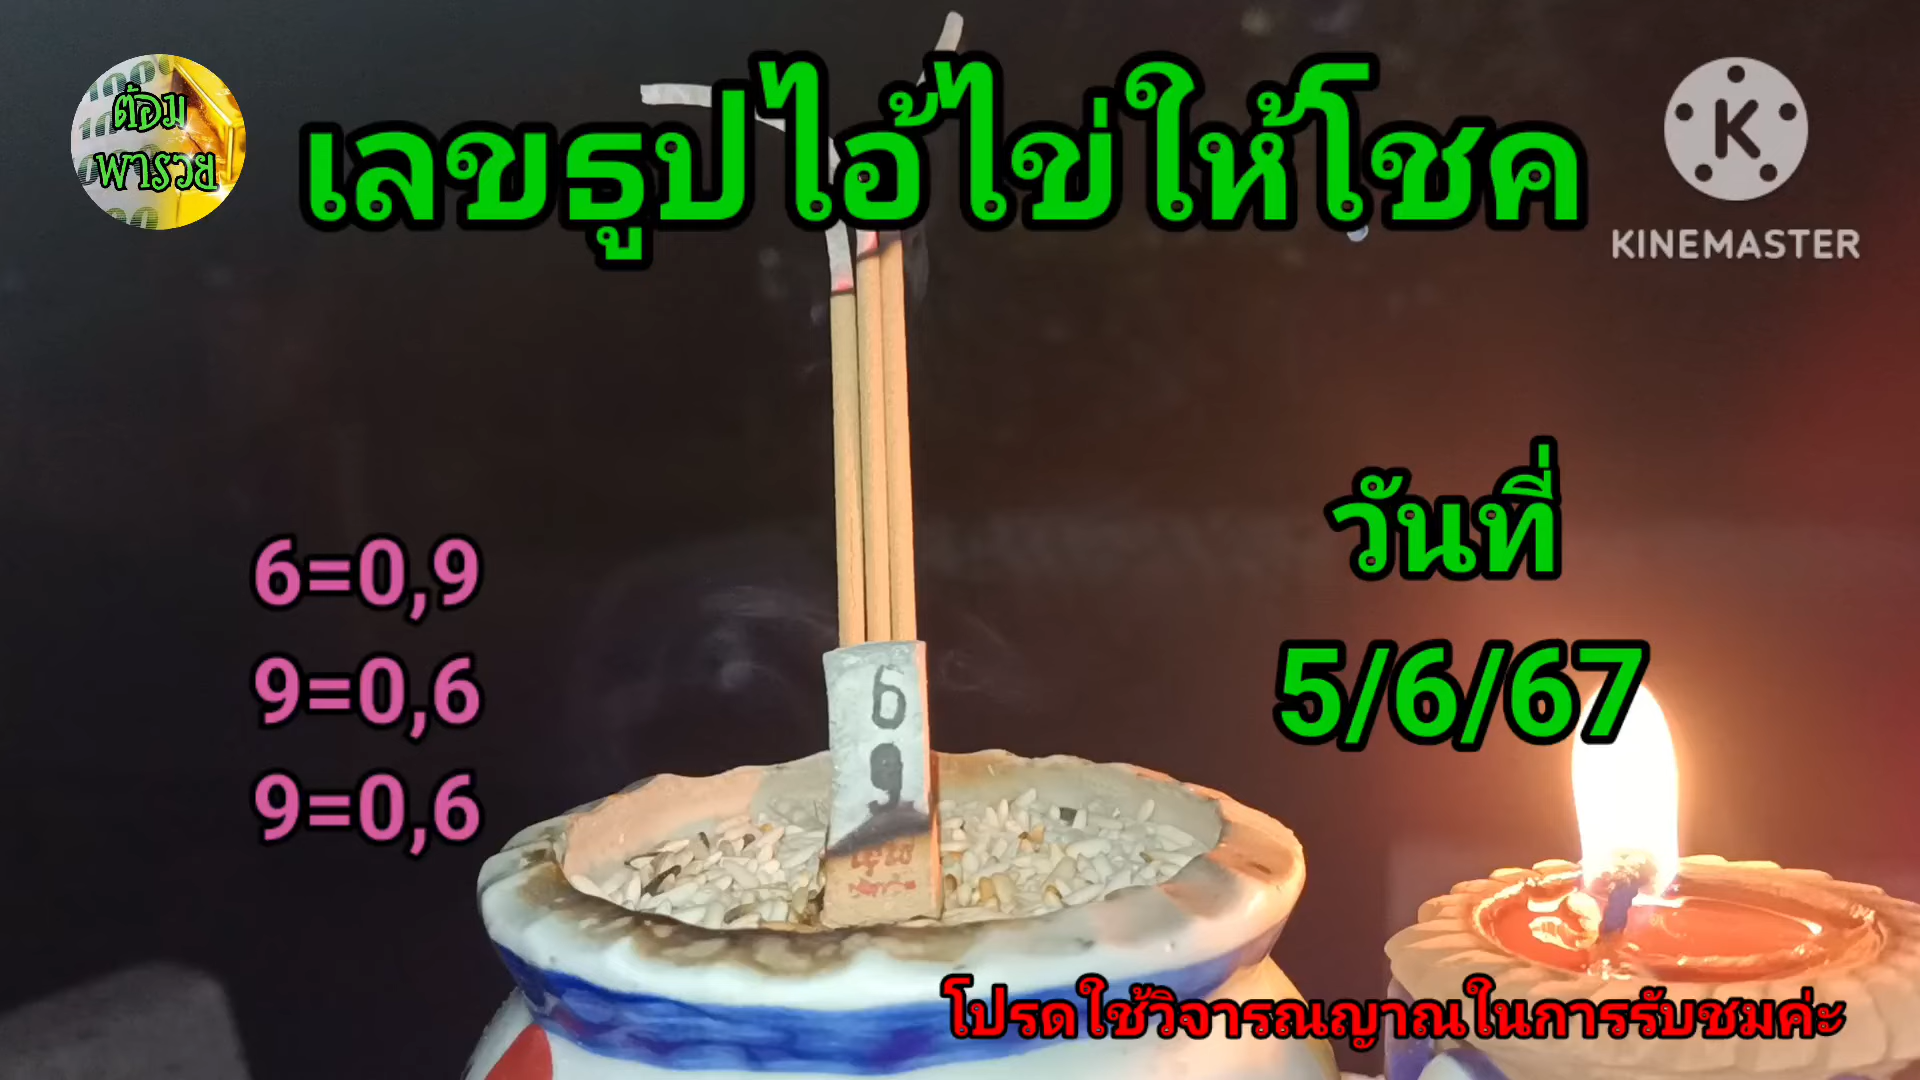 ต้อม
พารวย
เลขธูปไอ้ไข่ให้โชค
K
KINEMASTER
วันที่
5/6/67
6=0,9
9=0,6
9=0,6
6
9
โปรดใช้วิจารณญาณในการรับชมค่ะ